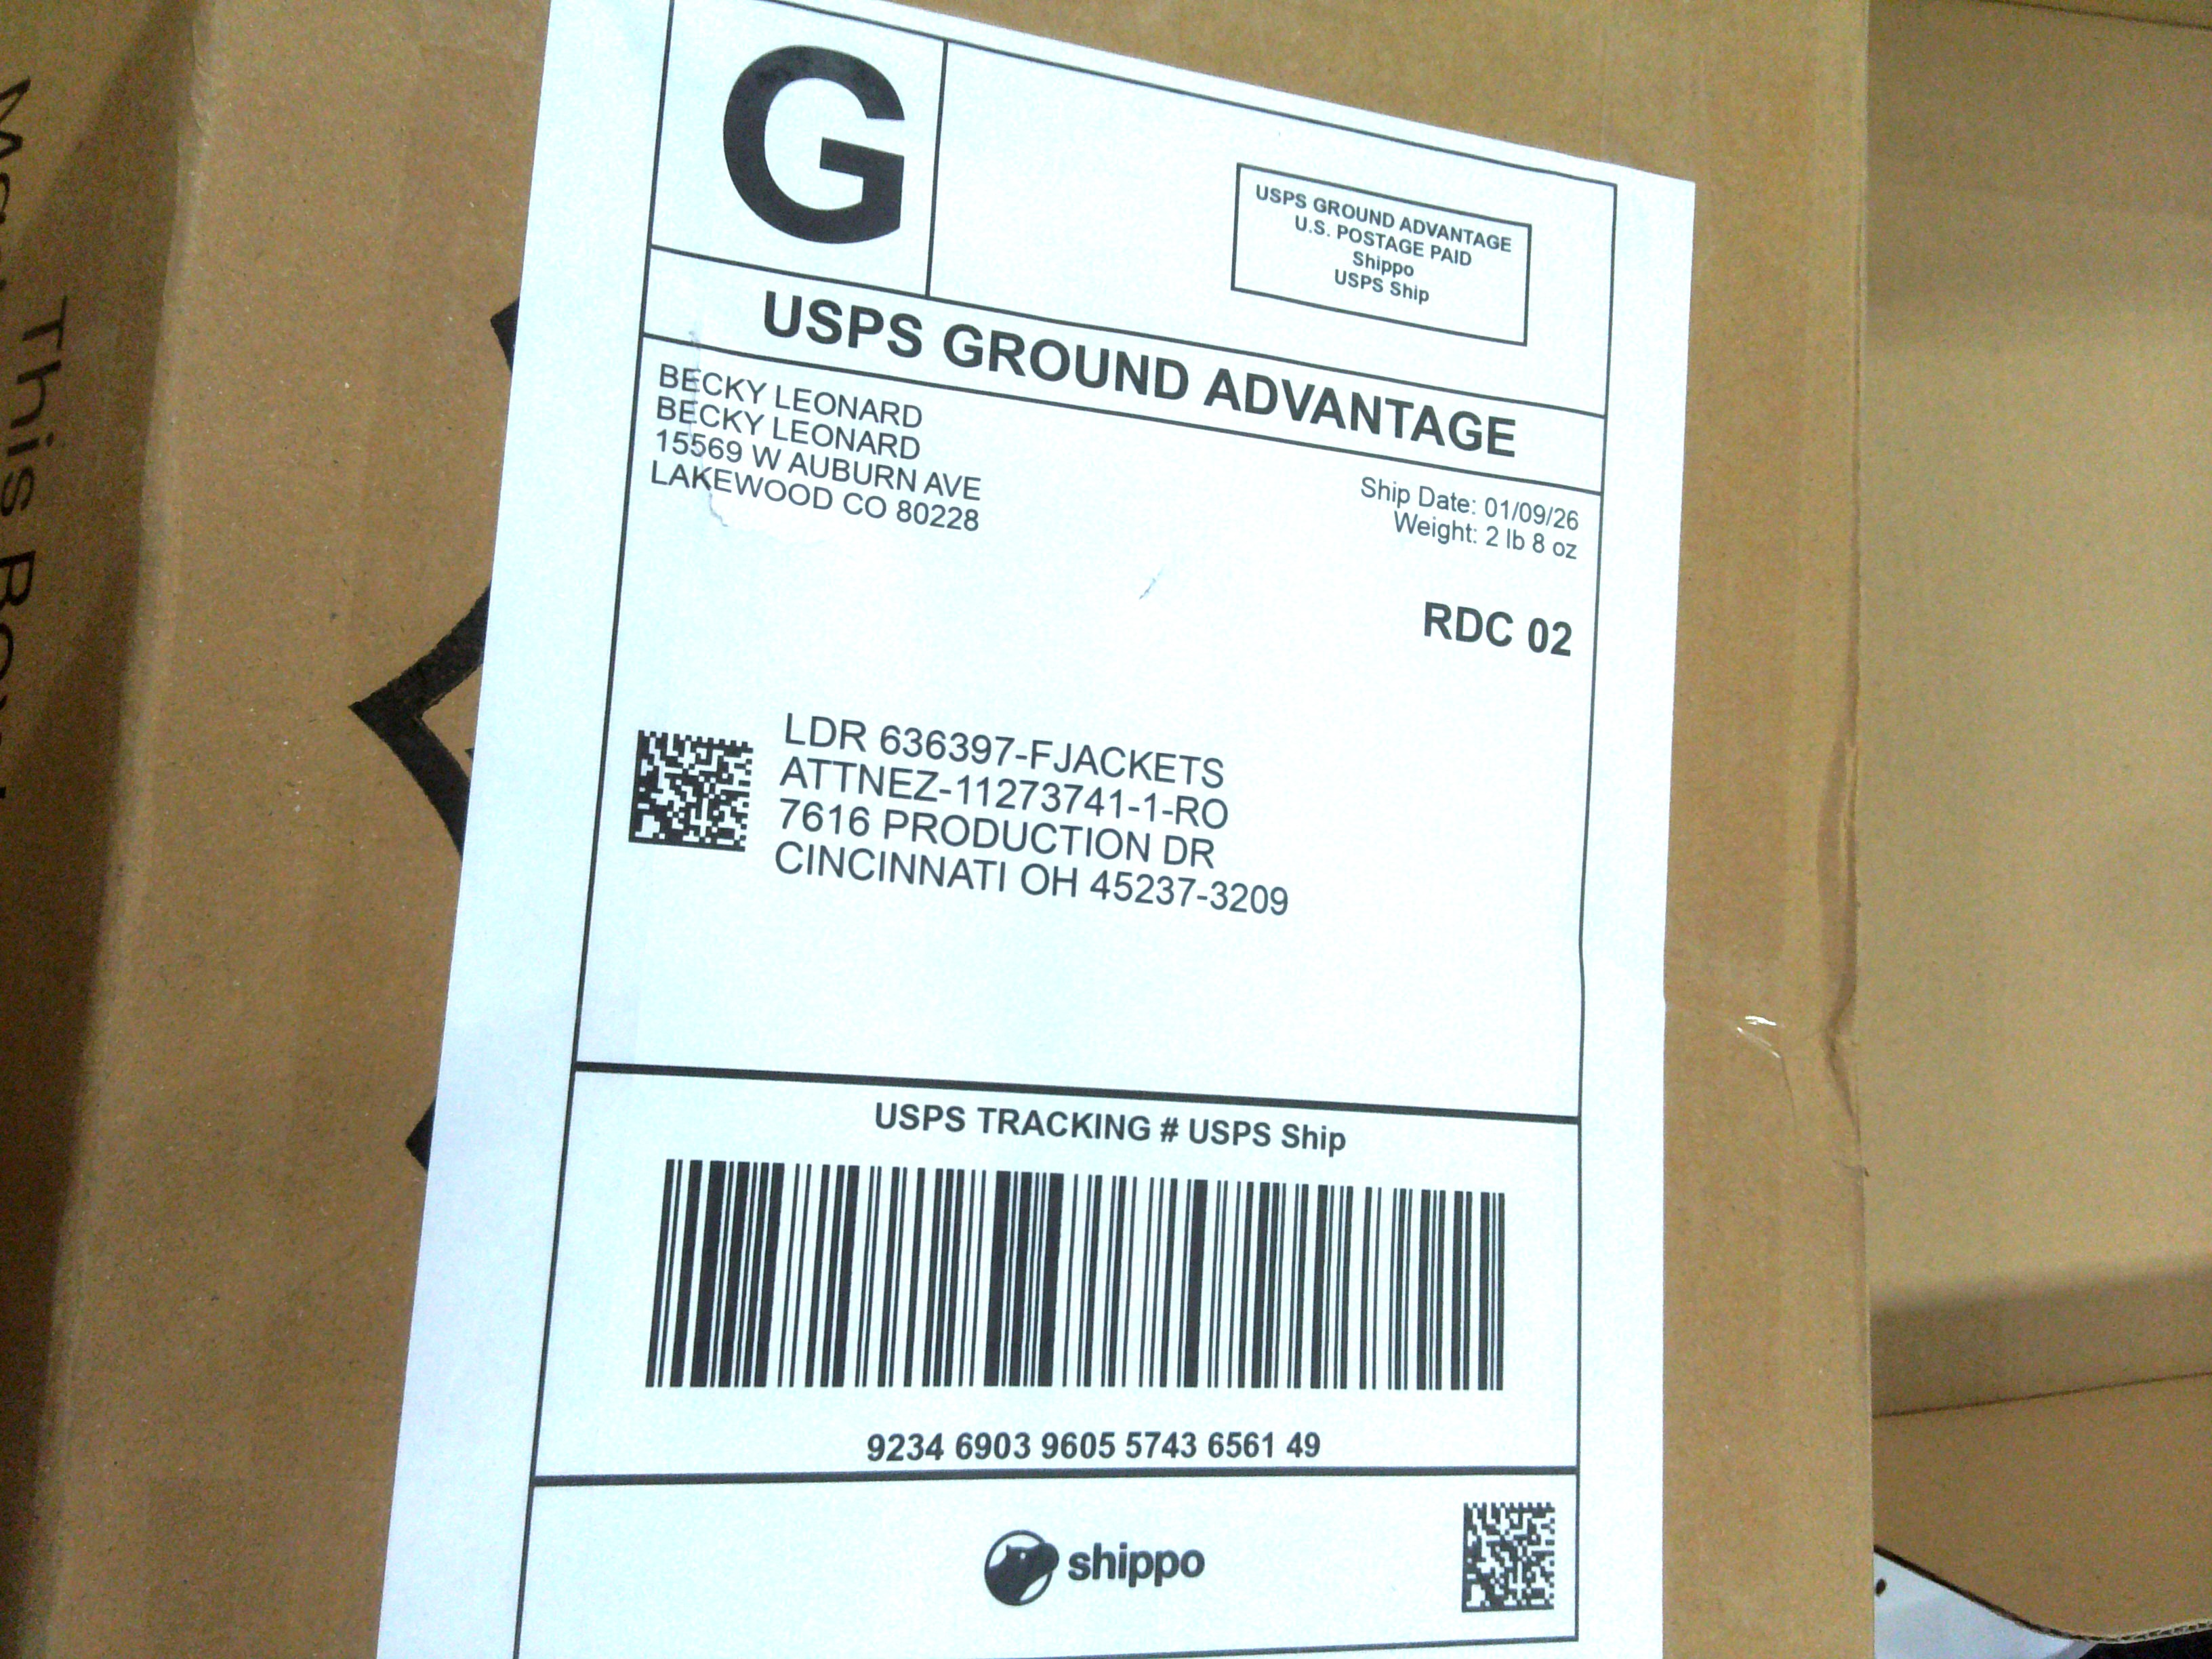 G
USPS GROUND ADVANTAGE
U.S. POSTAGE PAID
Shippo
USPS Ship
USPS GROUND ADVANTAGE
BECKY LEONARD
BECKY LEONARD
15569 W AUBURN AVE
LAKEWOOD CO 80228
Ship Date: 01/09/26
Weight: 2 lb 8 oz
RDC 02
LDR 636397-FJACKETS
ATTNEZ-11273741-1-RO
7616 PRODUCTION DR
CINCINNATI OH 45237-3209
USPS TRACKING # USPS Ship
9234 6903 9605 5743 6561 49
shippo
This